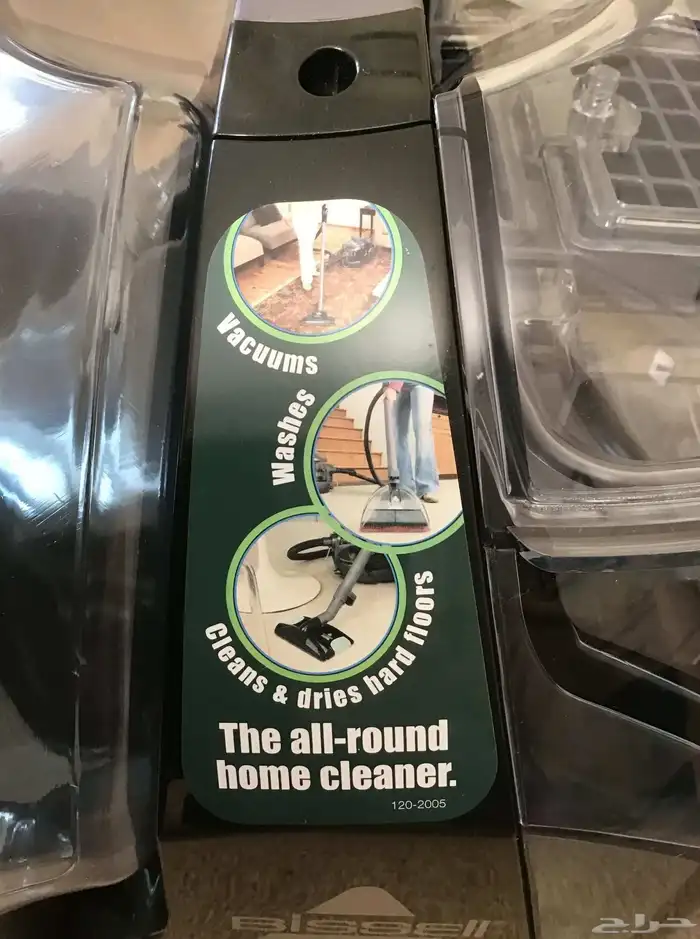 Vacuums
Washes
Cleans & dries hard floors
The all-round
home cleaner.
120-2005
BISSELL
حراج